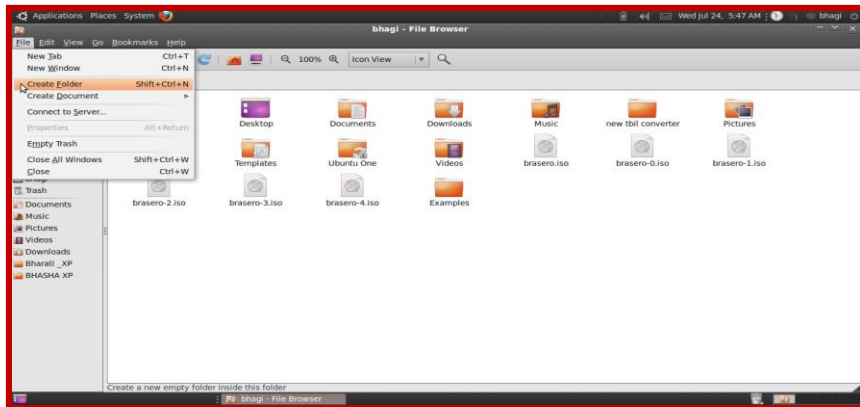 Applications Places System Wed Jul 24, 5:47 AM bhagi
bhagi - File Browser
File Edit View Go Bookmarks Help
New Tab Ctrl+T
New Window Ctrl+N
Create Folder Shift+Ctrl+N
Create Document
Connect to Server...
Properties Alt+Return
Empty Trash
Close All Windows Shift+Ctrl+W
Close Ctrl+W
100% Icon View
Desktop Documents Downloads Music new tbil converter Pictures
Templates Ubuntu One Videos brasero.iso brasero-0.iso brasero-1.iso
brasero-2.iso brasero-3.iso brasero-4.iso Examples
Trash
Documents
Music
Pictures
Videos
Downloads
Bharati _XP
BHASHA XP
Create a new empty folder inside this folder
bhagi - File Browser